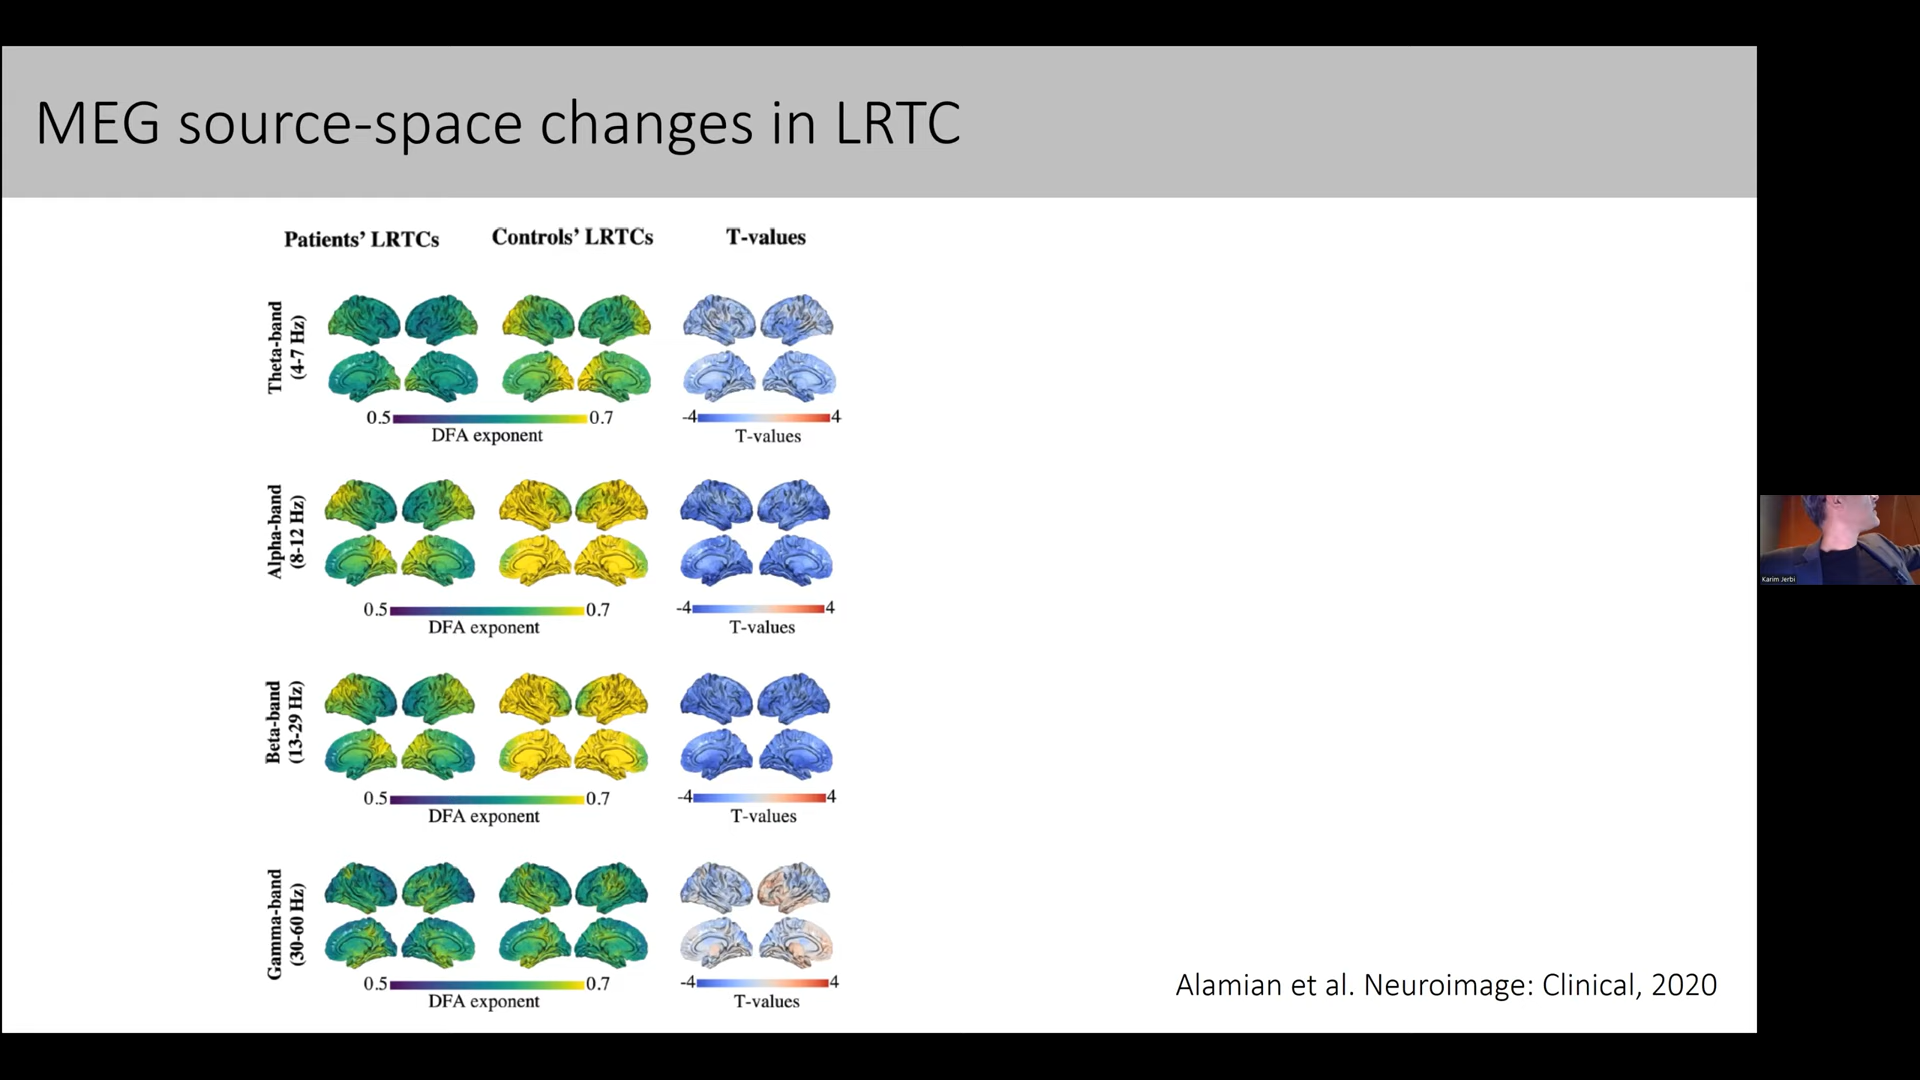 MEG source-space changes in LRTC
Patients’ LRTCs
Controls’ LRTCs
T-values
Theta-band
(4-7 Hz)
0.5
0.7
DFA exponent
-4
4
T-values
Alpha-band
(8-12 Hz)
0.5
0.7
DFA exponent
-4
4
T-values
Beta-band
(13-29 Hz)
0.5
0.7
DFA exponent
-4
4
T-values
Gamma-band
(30-60 Hz)
0.5
0.7
DFA exponent
-4
4
T-values
Alamian et al. Neuroimage: Clinical, 2020
Karim Jerbi